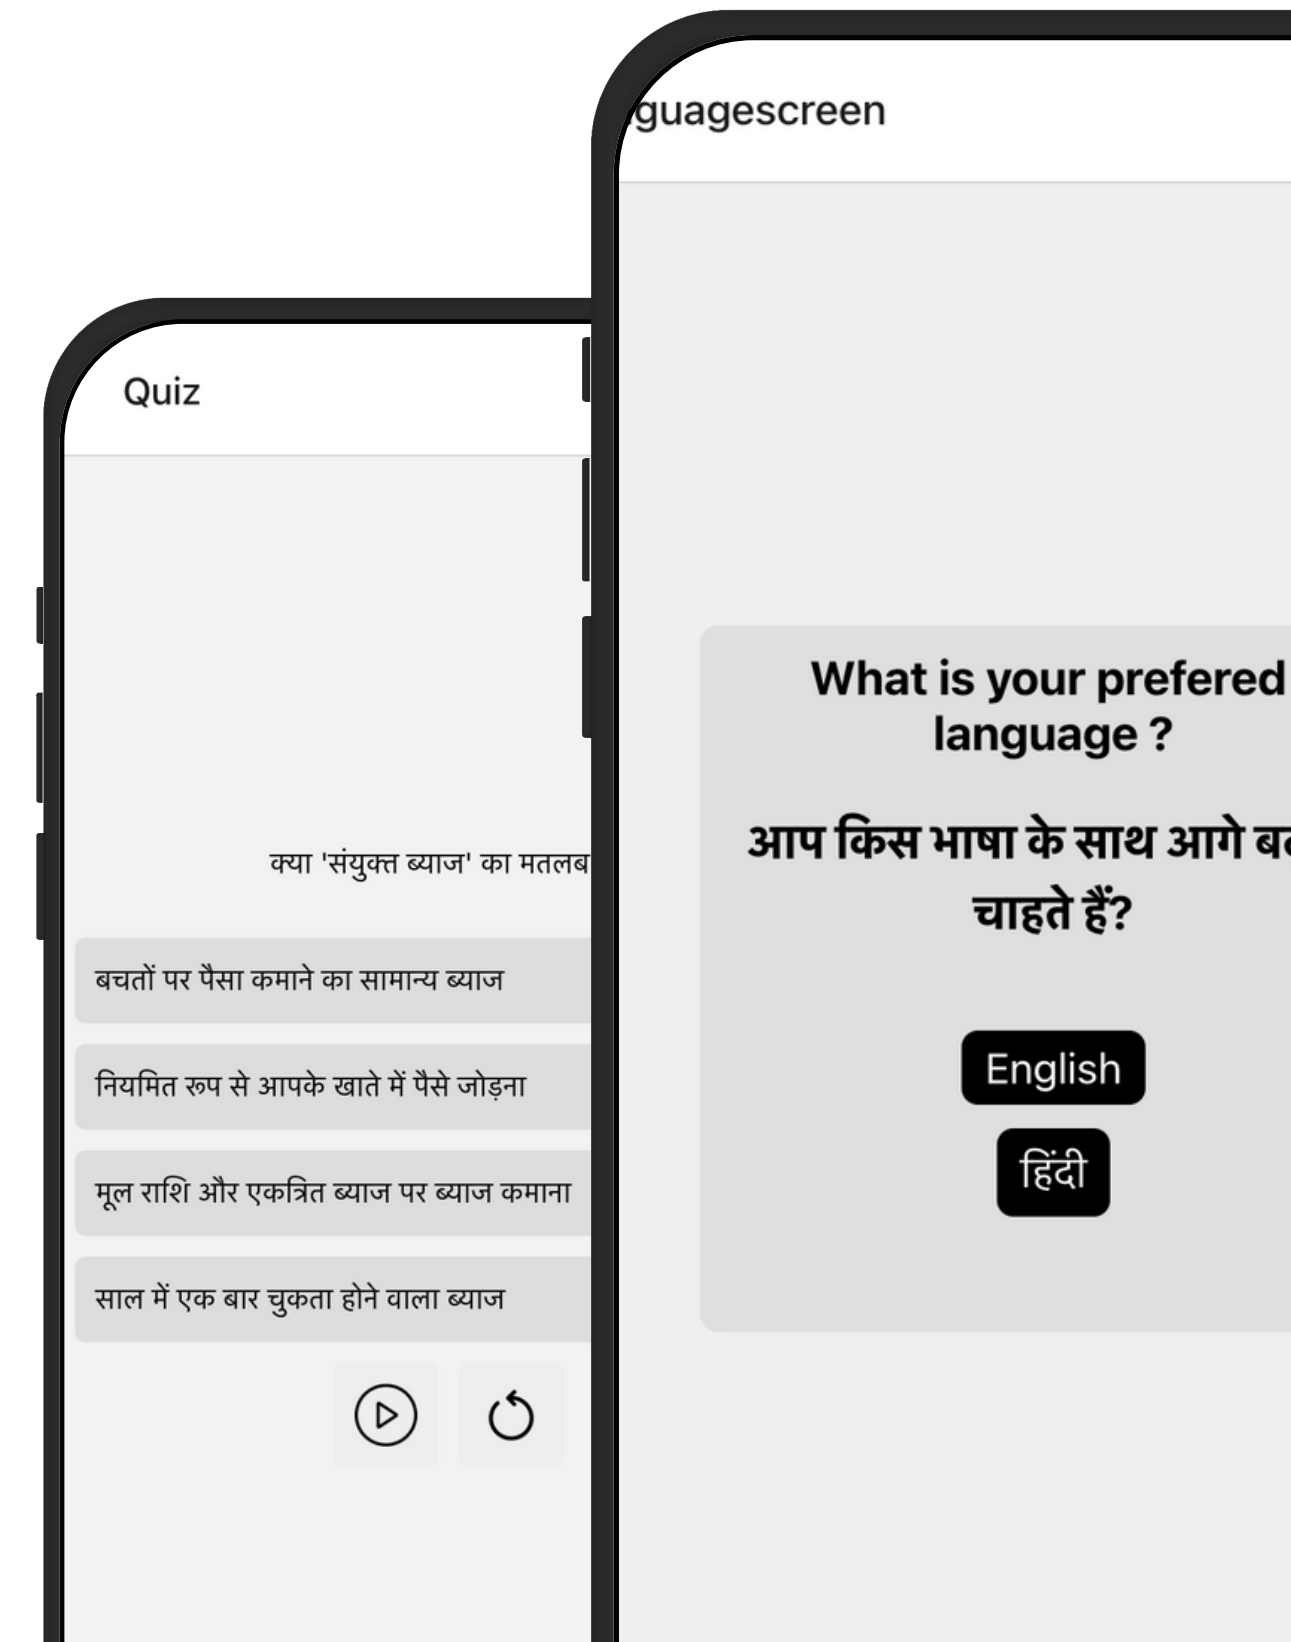 Quiz
क्या 'संयुक्त ब्याज' का मतलब
बचतों पर पैसा कमाने का सामान्य ब्याज
नियमित रूप से आपके खाते में पैसे जोड़ना
मूल राशि और एकत्रित ब्याज पर ब्याज कमाना
साल में एक बार चुकता होने वाला ब्याज
guagescreen
What is your prefered
language ?
आप किस भाषा के साथ आगे
चाहते हैं?
English
हिंदी